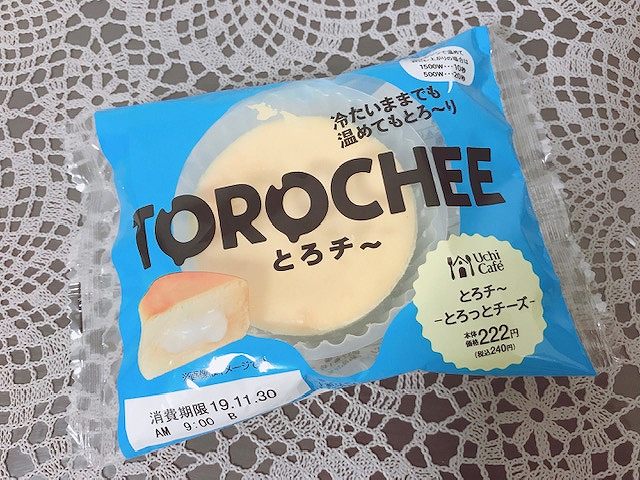 1500W…10秒
500W…20秒
冷たいままでも
温めてもとろ～り
TOROCHEE
とろチ～
Uchi
Café
とろチ～
-とろっとチーズ-
本体
価格222円
(税込240円)
消費期限 19.11.30
AM 9:00 B